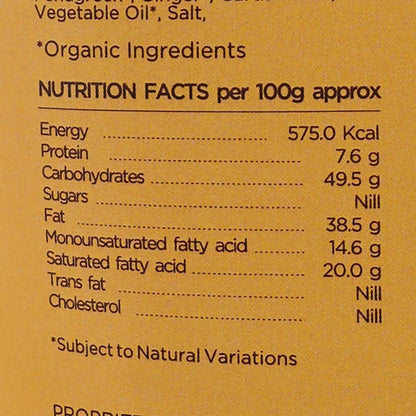 Vegetable Oil*, Salt,
*Organic Ingredients
NUTRITION FACTS per 100g approx
Energy ........................ 575.0 Kcal
Protein ........................ 7.6 g
Carbohydrates ........................ 49.5 g
Sugars ........................ Nill
Fat ........................ 38.5 g
Monounsaturated fatty acid ............ 14.6 g
Saturated fatty acid ........................ 20.0 g
Trans fat ........................ Nill
Cholesterol ........................ Nill
*Subject to Natural Variations